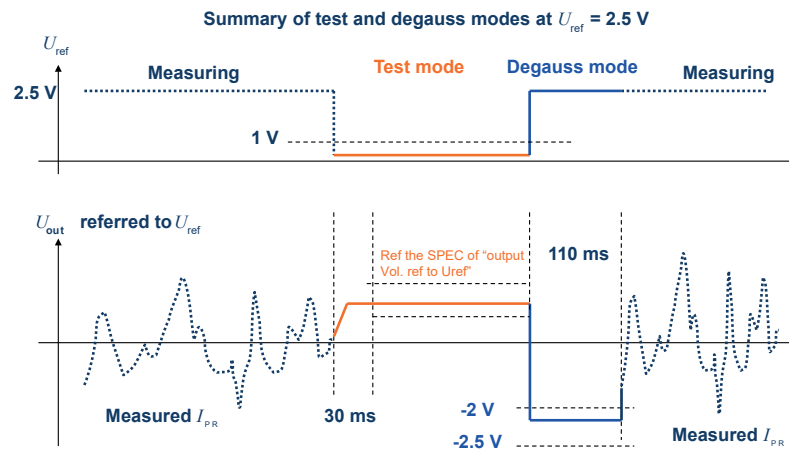 Summary of test and degauss modes at Uref = 2.5 V
Uref
Measuring
Test mode
Degauss mode
Measuring
2.5 V
1 V
Uout referred to Uref
Ref the SPEC of “output
Vol. ref to Uref”
110 ms
Measured IPR
30 ms
-2 V
-2.5 V
Measured IPR